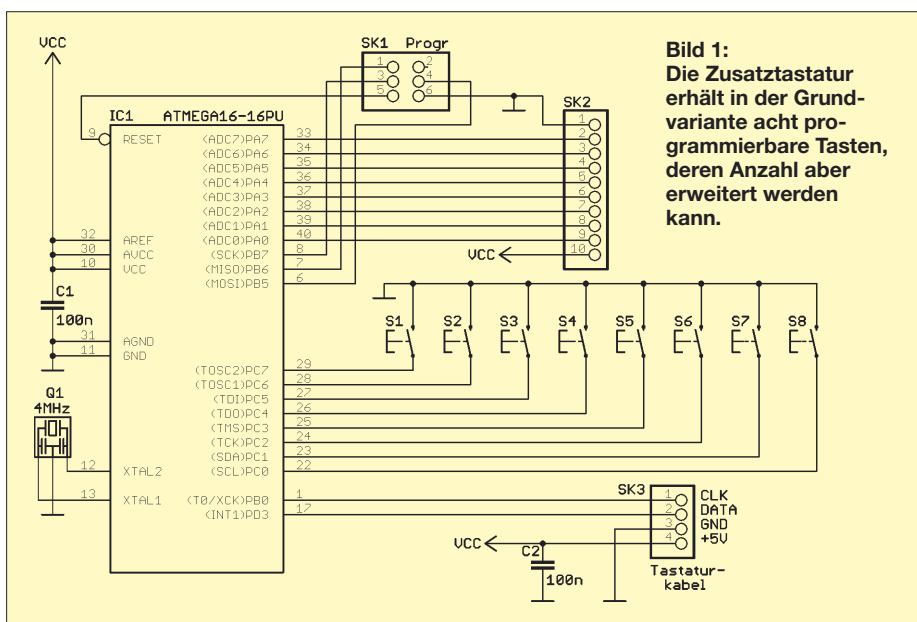 VCC
SK1 Progr
1
2
3
4
5
6
Bild 1:
Die Zusatztastatur
erhält in der Grund-
variante acht pro-
grammierbare Tasten,
deren Anzahl aber
erweitert werden
kann.
IC1 ATMEGA16-16PU
SK2
9 RESET
(ADC7)PA7 33
(ADC6)PA6 34
(ADC5)PA5 35
(ADC4)PA4 36
(ADC3)PA3 37
(ADC2)PA2 38
(ADC1)PA1 39
(ADC0)PA0 40
(SCK)PB7 8
(MISO)PB6 7
(MOSI)PB5 6
1
2
3
4
5
6
7
8
9
VCC 10
32 AREF
30 AVCC
10 VCC
C1
100n
31 AGND
11 GND
S1 S2 S3 S4 S5 S6 S7 S8
(TOSC2)PC7 29
(TOSC1)PC6 28
(TDI)PC5 27
(TDO)PC4 26
(TMS)PC3 25
(TCK)PC2 24
(SDA)PC1 23
(SCL)PC0 22
Q1
4MHz
12 XTAL2
13 XTAL1
(T0/XCK)PB0 1
(INT1)PD3 17
SK3
1 CLK
2 DATA
3 GND
4 +5V
VCC
C2
100n
Tastatur-
kabel